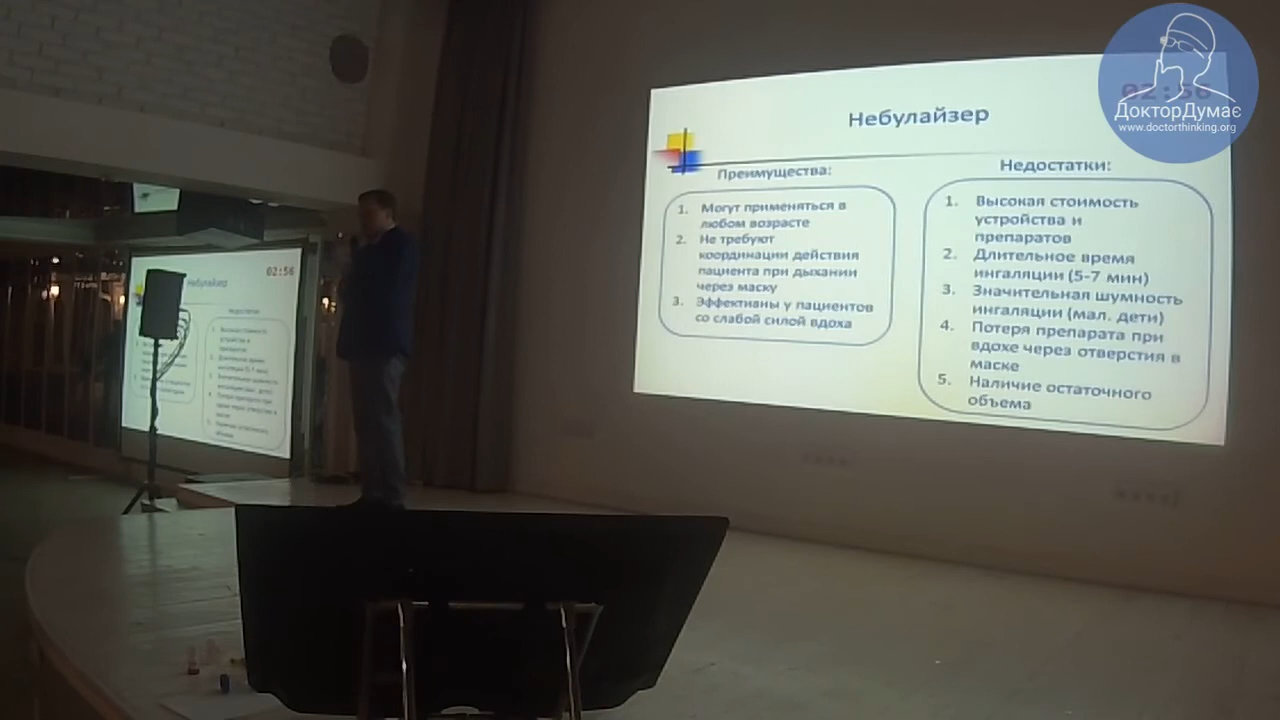 02:56
ДокторДумає
www.doctorthinking.org
Небулайзер
Преимущества:
1. Могут применяться в
любом возрасте
2. Не требуют
координации действия
пациента при дыхании
через маску
3. Эффективны у пациентов
со слабой силой вдоха
Недостатки:
1. Высокая стоимость
устройства и
препаратов
2. Длительное время
ингаляции (5-7 мин)
3. Значительная шумность
ингаляции (мал. дети)
4. Потеря препарата при
вдохе через отверстия в
маске
5. Наличие остаточного
объема
02:56
Небулайзер